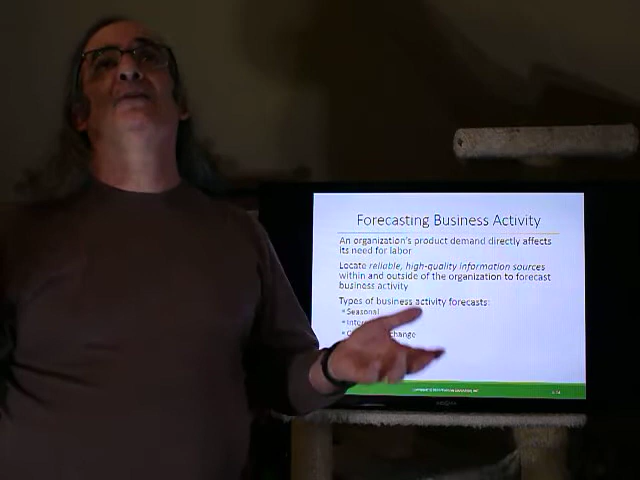 Forecasting Business Activity
An organization's product demand directly affects
its need for labor
Locate reliable, high-quality information sources
within and outside of the organization to forecast
business activity
Types of business activity forecasts:
Seasonal
change